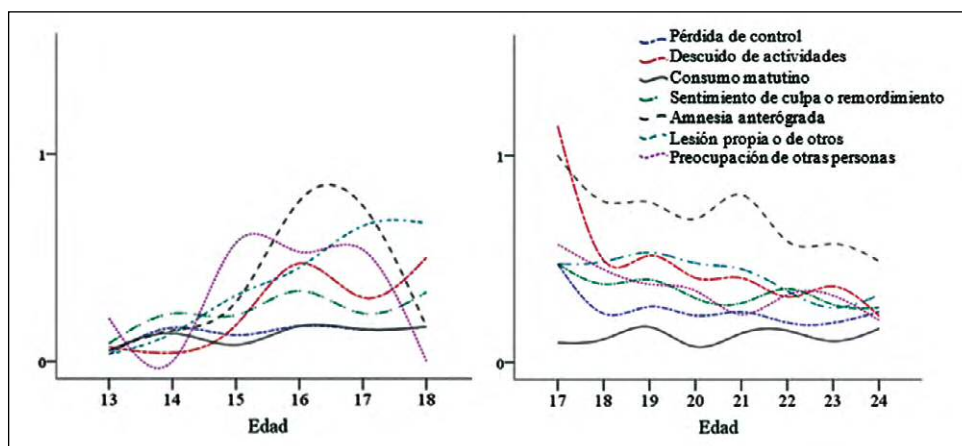 1
0
13 14 15 16 17 18
Edad
Pérdida de control
Descuido de actividades
Consumo matutino
Sentimiento de culpa o remordimiento
Amnesia anterógrada
Lesión propia o de otros
Preocupación de otras personas
1
0
17 18 19 20 21 22 23 24
Edad